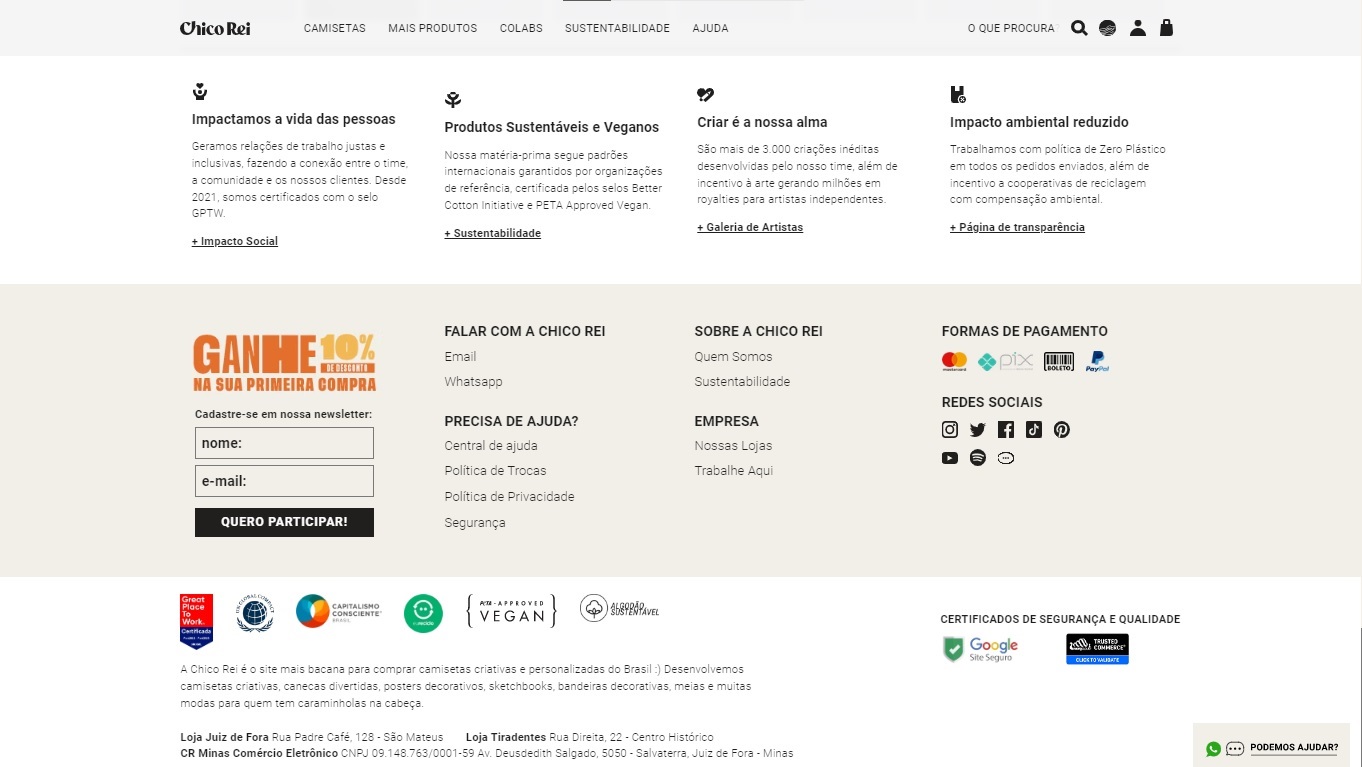 Chico Rei
CAMISETAS
MAIS PRODUTOS
COLABS
SUSTENTABILIDADE
AJUDA
O QUE PROCURA
Impactamos a vida das pessoas
Geramos relações de trabalho justas e
inclusivas, fazendo a conexão entre o time,
a comunidade e os nossos clientes. Desde
2021, somos certificados com o selo
GPTW.
+ Impacto Social
Produtos Sustentáveis e Veganos
Nossa matéria-prima segue padrões
internacionais garantidos por organizações
de referência, certificada pelos selos Better
Cotton Initiative e PETA Approved Vegan.
+ Sustentabilidade
Criar é a nossa alma
São mais de 3.000 criações inéditas
desenvolvidas pelo nosso time, além de
incentivo à arte gerando milhões em
royalties para artistas independentes.
+ Galeria de Artistas
Impacto ambiental reduzido
Trabalhamos com política de Zero Plástico
em todos os pedidos enviados, além de
incentivo a cooperativas de reciclagem
com compensação ambiental.
+ Página de transparência
GANHE 10%
DE DESCONTO
NA SUA PRIMEIRA COMPRA
Cadastre-se em nossa newsletter:
nome:
e-mail:
QUERO PARTICIPAR!
FALAR COM A CHICO REI
Email
Whatsapp
PRECISA DE AJUDA?
Central de ajuda
Política de Trocas
Política de Privacidade
Segurança
SOBRE A CHICO REI
Quem Somos
Sustentabilidade
EMPRESA
Nossas Lojas
Trabalhe Aqui
FORMAS DE PAGAMENTO
mastercard
pix
BOLETO
PayPal
REDES SOCIAIS
Great
Place
To
Work.
Certificada
CAPITALISMO
CONSCIENTE
BRASIL
eureciclo
PETA-APPROVED
VEGAN
ALGODÃO
SUSTENTÁVEL
CERTIFICADOS DE SEGURANÇA E QUALIDADE
Google
Site Seguro
TRUSTED
COMMERCE
CLICK TO VALIDATE
A Chico Rei é o site mais bacana para comprar camisetas criativas e personalizadas do Brasil :) Desenvolvemos
camisetas criativas, canecas divertidas, posters decorativos, sketchbooks, bandeiras decorativas, meias e muitas
modas para quem tem caraminholas na cabeça.
Loja Juiz de Fora Rua Padre Café, 128 - São Mateus Loja Tiradentes Rua Direita, 22 - Centro Histórico
CR Minas Comércio Eletrônico CNPJ 09.148.763/0001-59 Av. Deusdedith Salgado, 5050 - Salvaterra, Juiz de Fora - Minas
PODEMOS AJUDAR?